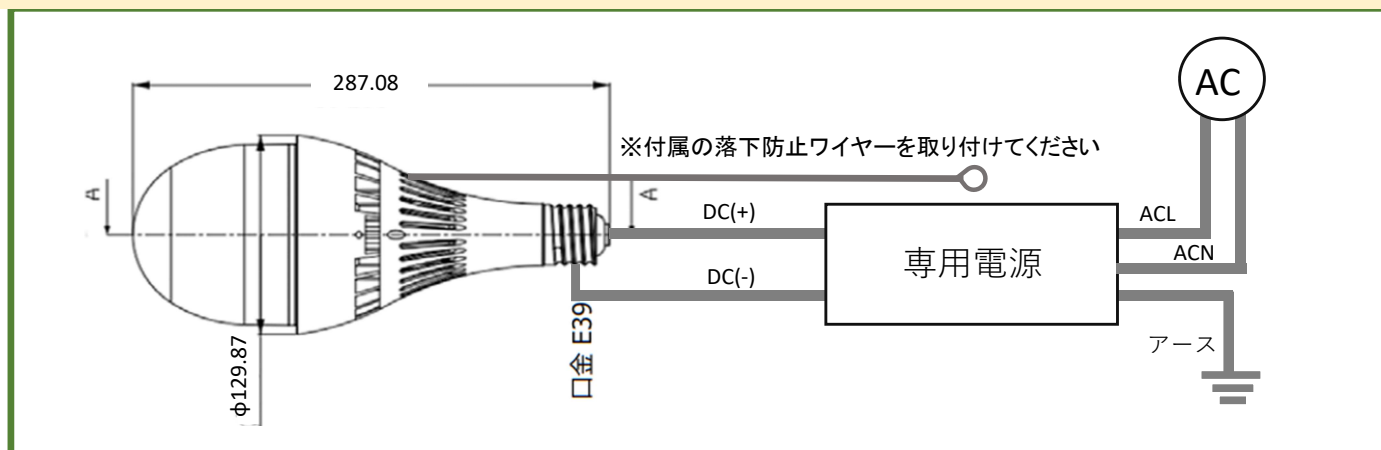 287.08
AC
※付属の落下防止ワイヤーを取り付けてください
A
A
DC(+)
ACL
専用電源
ACN
DC(-)
口金 E39
アース
φ129.87